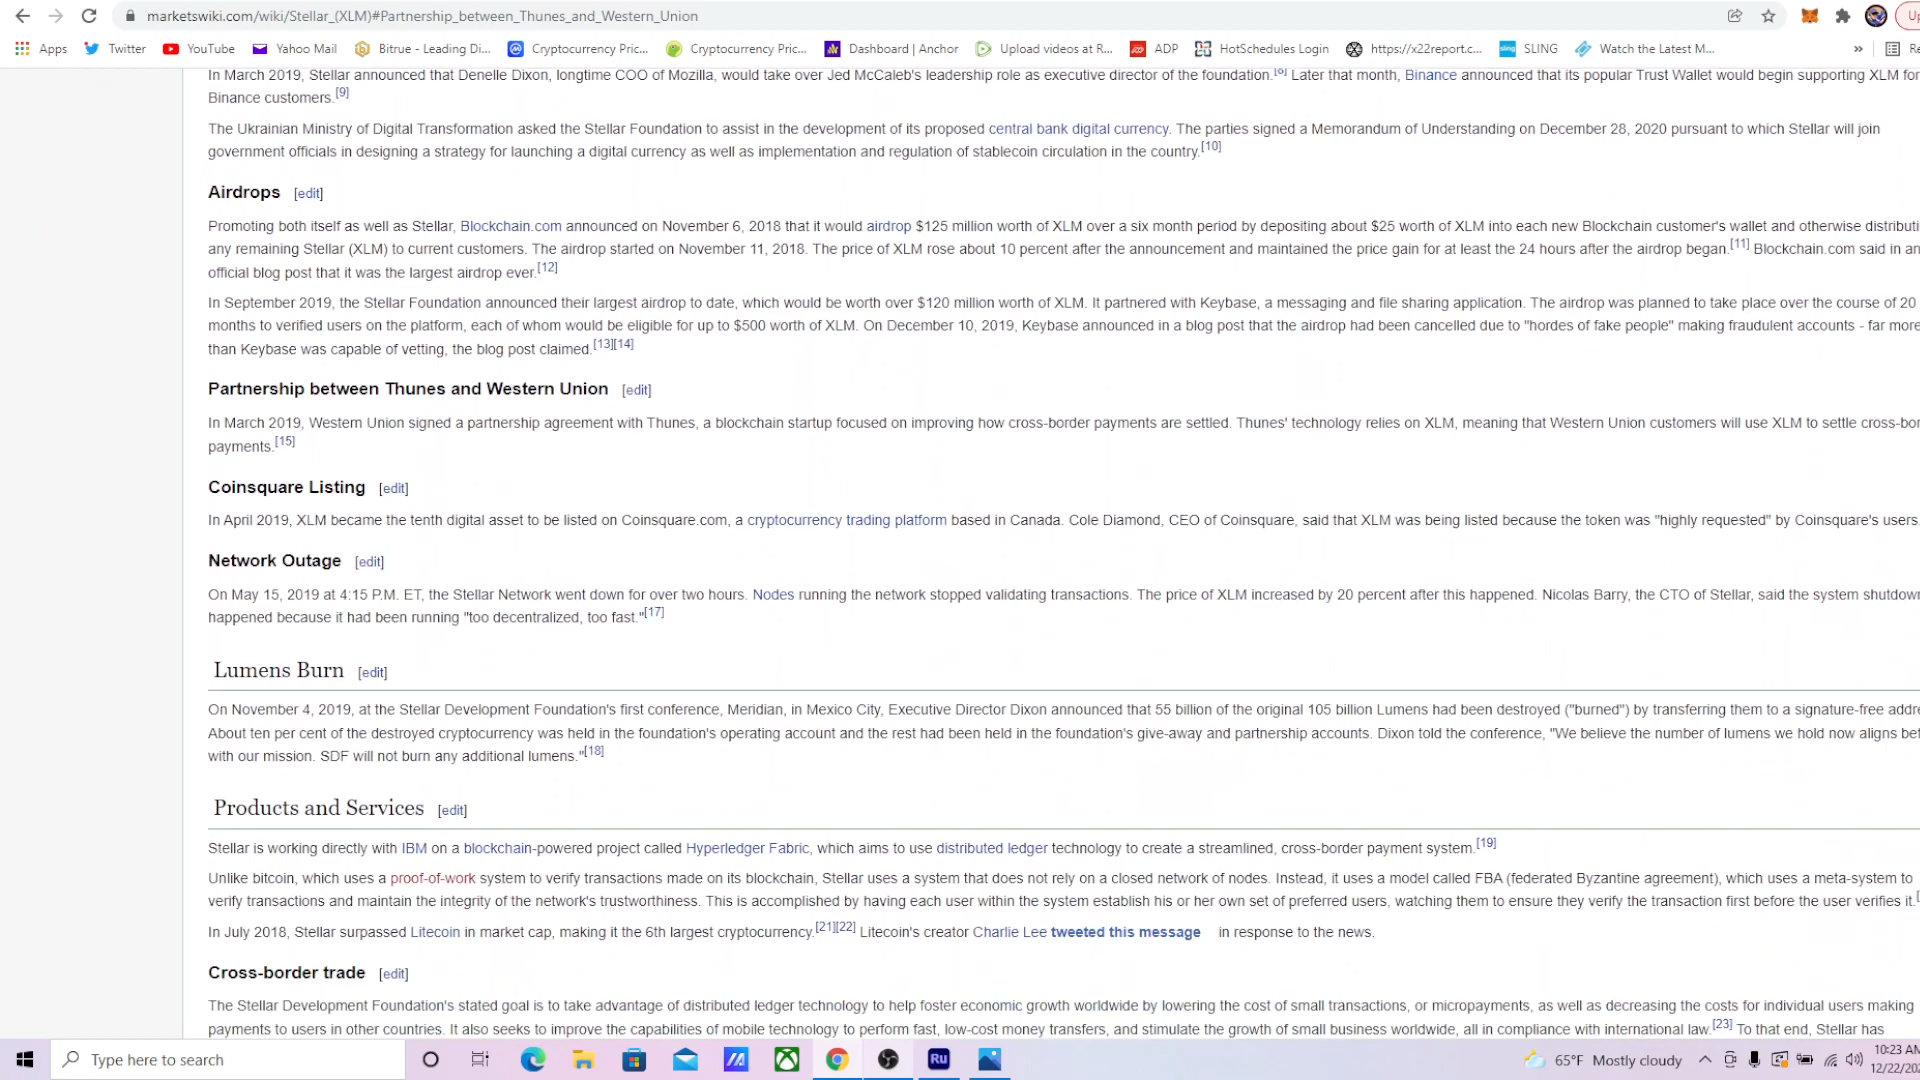 marketswiki.com/wiki/Stellar_(XLM)#Partnership_between_Thunes_and_Western_Union
Apps Twitter YouTube Yahoo Mail Bitrue - Leading Di... Cryptocurrency Pric... Cryptocurrency Pric... Dashboard | Anchor Upload videos at R... ADP HotSchedules Login https://x22report.c... SLING Watch the Latest M... »
In March 2019, Stellar announced that Denelle Dixon, longtime COO of Mozilla, would take over Jed McCaleb's leadership role as executive director of the foundation.[8] Later that month, Binance announced that its popular Trust Wallet would begin supporting XLM for
Binance customers.[9]
The Ukrainian Ministry of Digital Transformation asked the Stellar Foundation to assist in the development of its proposed central bank digital currency. The parties signed a Memorandum of Understanding on December 28, 2020 pursuant to which Stellar will join
government officials in designing a strategy for launching a digital currency as well as implementation and regulation of stablecoin circulation in the country.[10]
Airdrops [edit]
Promoting both itself as well as Stellar, Blockchain.com announced on November 6, 2018 that it would airdrop $125 million worth of XLM over a six month period by depositing about $25 worth of XLM into each new Blockchain customer's wallet and otherwise distributi
any remaining Stellar (XLM) to current customers. The airdrop started on November 11, 2018. The price of XLM rose about 10 percent after the announcement and maintained the price gain for at least the 24 hours after the airdrop began.[11] Blockchain.com said in an
official blog post that it was the largest airdrop ever.[12]
In September 2019, the Stellar Foundation announced their largest airdrop to date, which would be worth over $120 million worth of XLM. It partnered with Keybase, a messaging and file sharing application. The airdrop was planned to take place over the course of 20
months to verified users on the platform, each of whom would be eligible for up to $500 worth of XLM. On December 10, 2019, Keybase announced in a blog post that the airdrop had been cancelled due to "hordes of fake people" making fraudulent accounts - far more
than Keybase was capable of vetting, the blog post claimed.[13][14]
Partnership between Thunes and Western Union [edit]
In March 2019, Western Union signed a partnership agreement with Thunes, a blockchain startup focused on improving how cross-border payments are settled. Thunes' technology relies on XLM, meaning that Western Union customers will use XLM to settle cross-bor
payments.[15]
Coinsquare Listing [edit]
In April 2019, XLM became the tenth digital asset to be listed on Coinsquare.com, a cryptocurrency trading platform based in Canada. Cole Diamond, CEO of Coinsquare, said that XLM was being listed because the token was "highly requested" by Coinsquare's users.
Network Outage [edit]
On May 15, 2019 at 4:15 P.M. ET, the Stellar Network went down for over two hours. Nodes running the network stopped validating transactions. The price of XLM increased by 20 percent after this happened. Nicolas Barry, the CTO of Stellar, said the system shutdown
happened because it had been running "too decentralized, too fast."[17]
Lumens Burn [edit]
On November 4, 2019, at the Stellar Development Foundation's first conference, Meridian, in Mexico City, Executive Director Dixon announced that 55 billion of the original 105 billion Lumens had been destroyed ("burned") by transferring them to a signature-free addre
About ten per cent of the destroyed cryptocurrency was held in the foundation's operating account and the rest had been held in the foundation's give-away and partnership accounts. Dixon told the conference, "We believe the number of lumens we hold now aligns bet
with our mission. SDF will not burn any additional lumens."[18]
Products and Services [edit]
Stellar is working directly with IBM on a blockchain-powered project called Hyperledger Fabric, which aims to use distributed ledger technology to create a streamlined, cross-border payment system.[19]
Unlike bitcoin, which uses a proof-of-work system to verify transactions made on its blockchain, Stellar uses a system that does not rely on a closed network of nodes. Instead, it uses a model called FBA (federated Byzantine agreement), which uses a meta-system to
verify transactions and maintain the integrity of the network's trustworthiness. This is accomplished by having each user within the system establish his or her own set of preferred users, watching them to ensure they verify the transaction first before the user verifies it.[
In July 2018, Stellar surpassed Litecoin in market cap, making it the 6th largest cryptocurrency.[21][22] Litecoin's creator Charlie Lee tweeted this message in response to the news.
Cross-border trade [edit]
The Stellar Development Foundation's stated goal is to take advantage of distributed ledger technology to help foster economic growth worldwide by lowering the cost of small transactions, or micropayments, as well as decreasing the costs for individual users making
payments to users in other countries. It also seeks to improve the capabilities of mobile technology to perform fast, low-cost money transfers, and stimulate the growth of small business worldwide, all in compliance with international law.[23] To that end, Stellar has
Type here to search
Ru
65°F Mostly cloudy
10:23 AM
12/22/20